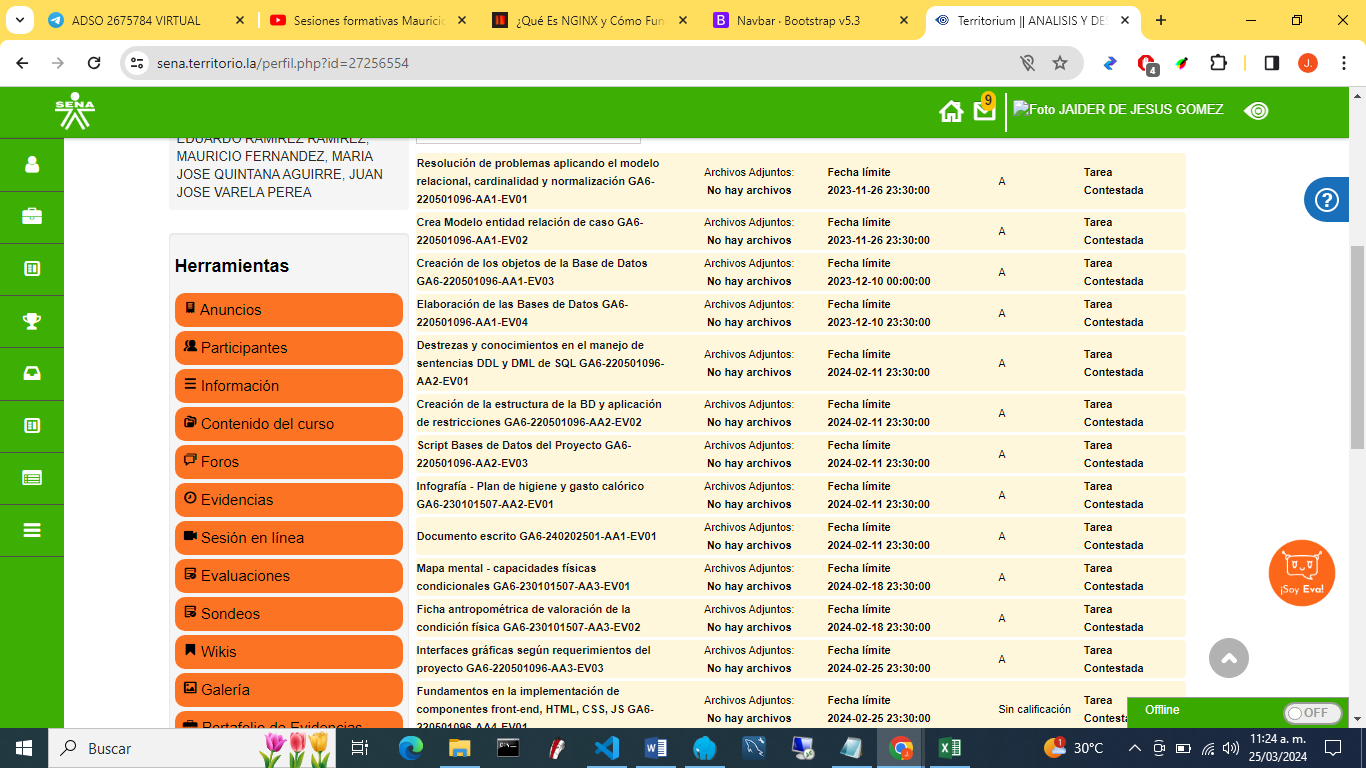 ADSO 2675784 VIRTUAL
Sesiones formativas Mauricio
¿Qué Es NGINX y Cómo Fun
Navbar · Bootstrap v5.3
Territorium || ANALISIS Y DES
sena.territorio.la/perfil.php?id=27256554
4
J.
SENA
9
Foto JAIDER DE JESUS GOMEZ
EDUARDO RAMIREZ RAMIREZ,
MAURICIO FERNANDEZ, MARIA
JOSE QUINTANA AGUIRRE, JUAN
JOSE VARELA PEREA
Herramientas
Anuncios
Participantes
Información
Contenido del curso
Foros
Evidencias
Sesión en línea
Evaluaciones
Sondeos
Wikis
Galería
Portafolio de Evidencias
Resolución de problemas aplicando el modelo
relacional, cardinalidad y normalización GA6-
220501096-AA1-EV01
Archivos Adjuntos:
No hay archivos
Fecha límite
2023-11-26 23:30:00
A
Tarea
Contestada
Crea Modelo entidad relación de caso GA6-
220501096-AA1-EV02
Archivos Adjuntos:
No hay archivos
Fecha límite
2023-11-26 23:30:00
A
Tarea
Contestada
Creación de los objetos de la Base de Datos
GA6-220501096-AA1-EV03
Archivos Adjuntos:
No hay archivos
Fecha límite
2023-12-10 00:00:00
A
Tarea
Contestada
Elaboración de las Bases de Datos GA6-
220501096-AA1-EV04
Archivos Adjuntos:
No hay archivos
Fecha límite
2023-12-10 23:30:00
A
Tarea
Contestada
Destrezas y conocimientos en el manejo de
sentencias DDL y DML de SQL GA6-220501096-
AA2-EV01
Archivos Adjuntos:
No hay archivos
Fecha límite
2024-02-11 23:30:00
A
Tarea
Contestada
Creación de la estructura de la BD y aplicación
de restricciones GA6-220501096-AA2-EV02
Archivos Adjuntos:
No hay archivos
Fecha límite
2024-02-11 23:30:00
A
Tarea
Contestada
Script Bases de Datos del Proyecto GA6-
220501096-AA2-EV03
Archivos Adjuntos:
No hay archivos
Fecha límite
2024-02-11 23:30:00
A
Tarea
Contestada
Infografía - Plan de higiene y gasto calórico
GA6-230101507-AA2-EV01
Archivos Adjuntos:
No hay archivos
Fecha límite
2024-02-11 23:30:00
A
Tarea
Contestada
Documento escrito GA6-240202501-AA1-EV01
Archivos Adjuntos:
No hay archivos
Fecha límite
2024-02-11 23:30:00
A
Tarea
Contestada
Mapa mental - capacidades físicas
condicionales GA6-230101507-AA3-EV01
Archivos Adjuntos:
No hay archivos
Fecha límite
2024-02-18 23:30:00
A
Tarea
Contestada
Ficha antropométrica de valoración de la
condición física GA6-230101507-AA3-EV02
Archivos Adjuntos:
No hay archivos
Fecha límite
2024-02-18 23:30:00
A
Tarea
Contestada
Interfaces gráficas según requerimientos del
proyecto GA6-220501096-AA3-EV03
Archivos Adjuntos:
No hay archivos
Fecha límite
2024-02-25 23:30:00
A
Tarea
Contestada
Fundamentos en la implementación de
componentes front-end, HTML, CSS, JS GA6-
220501096-AA4-EV01
Archivos Adjuntos:
No hay archivos
Fecha límite
2024-02-25 23:30:00
Sin calificación
Tarea
Contesta
¡Soy Eva!
Offline
OFF
Buscar
1
30°C
11:24 a. m.
25/03/2024